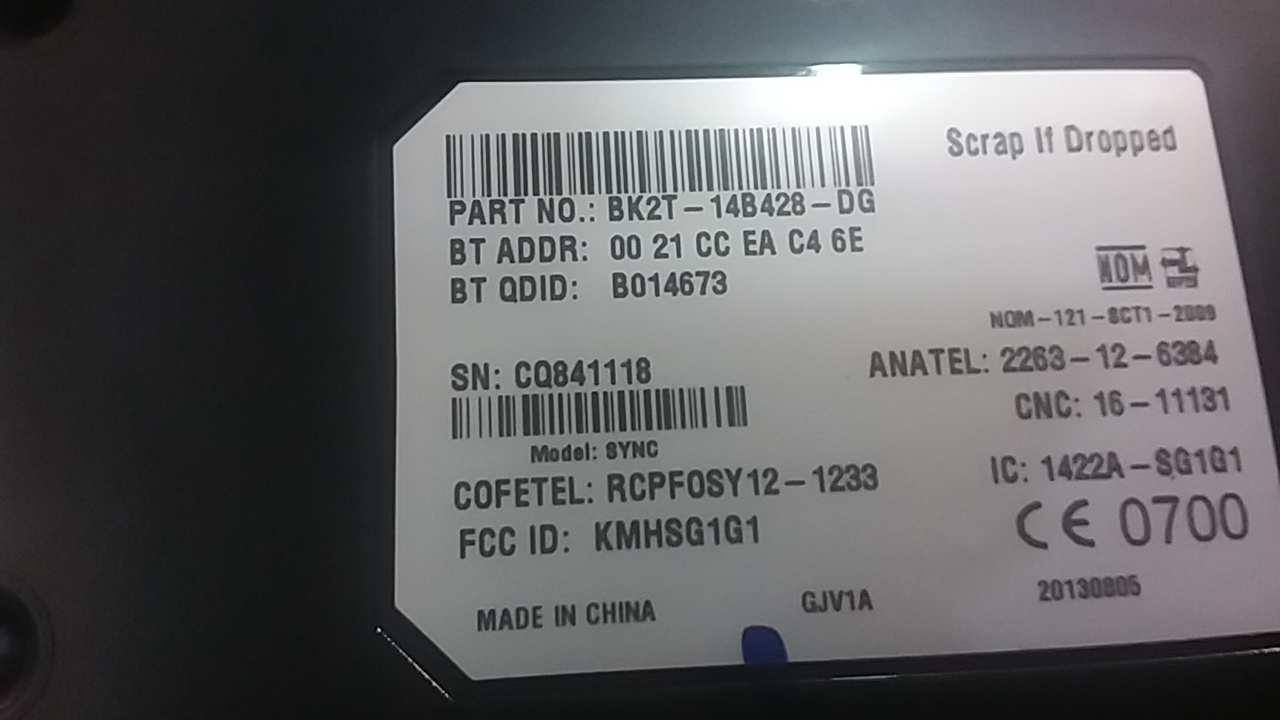 Scrap If Dropped
PART NO.: BK2T-14B428-DG
BT ADDR: 00 21 CC EA C4 6E
BT QDID: B014673
NOM
NOM-121-SCT1-2009
SN: CQ841118
ANATEL: 2263-12-6384
CNC: 16-11131
Model: SYNC
COFETEL: RCPFOSY12-1233
IC: 1422A-SG1G1
FCC ID: KMHSG1G1
CE 0700
MADE IN CHINA
GJV1A
20130805